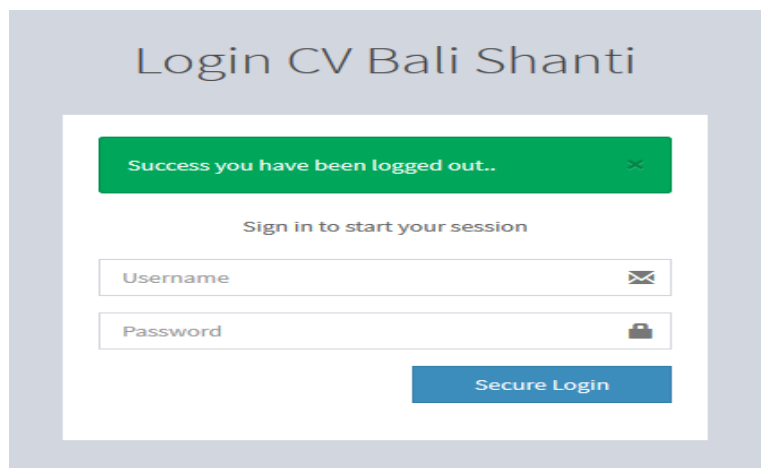 Login CV Bali Shanti
Success you have been logged out..
×
Sign in to start your session
Username
Password
Secure Login